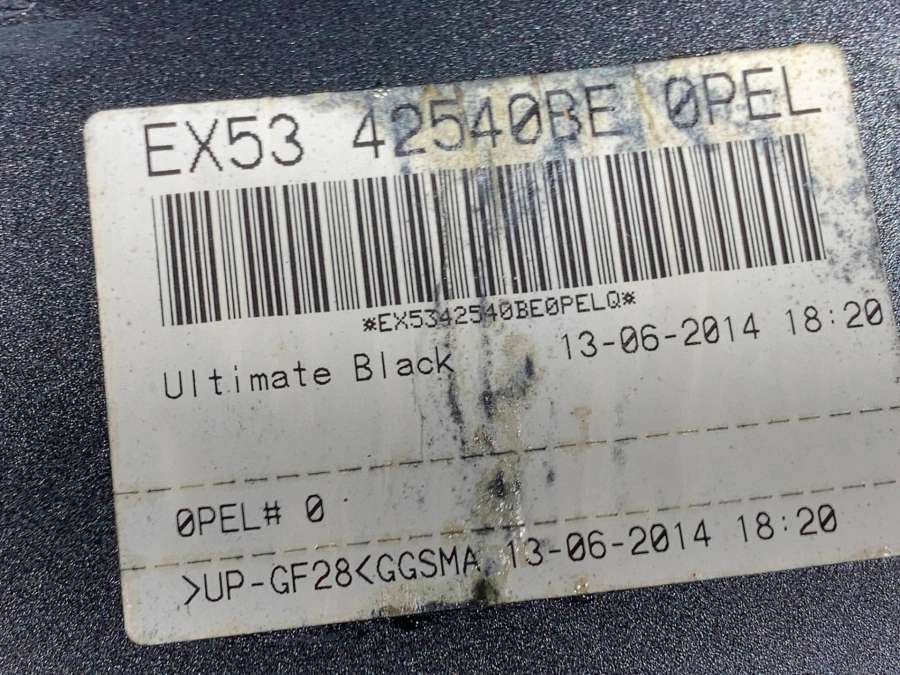 EX53 42540BE 0PEL
*EX5342540BE0PELQ*
Ultimate Black 13-06-2014 18:20
0PEL# 0
>UP-GF28<GGSMA 13-06-2014 18:20